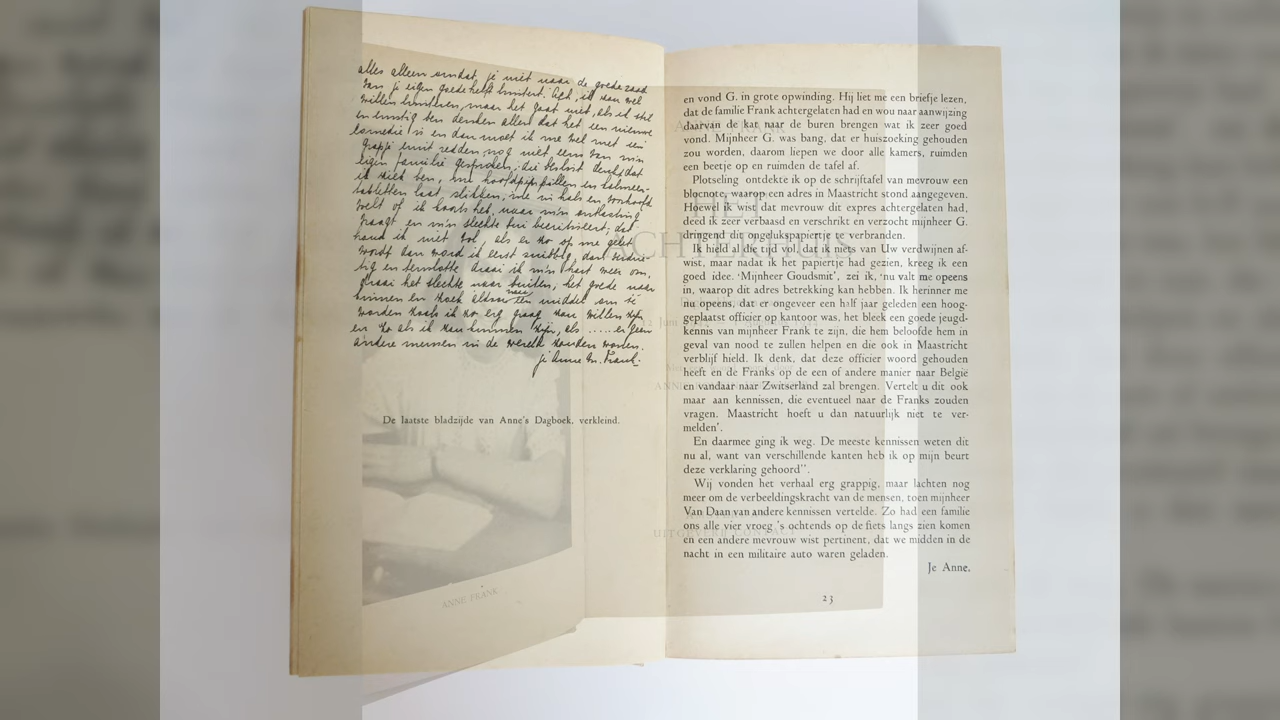 alles alleen omdat, je niet naar de goede raad
van je eigen goede helft luistert. Ach, ik zou wel
willen luisteren, maar het gaat niet, als ik stil
en ernstig ben denken allen dat het een nieuwe
comedie is en dan moet ik me wel met een
grapje eruit redden, nog niet eens van m'n
eigen familie gesproken, die beslist denkt dat
ik ziek ben, me hoofdpijnpillen en kalmeer-
tabletten laat slikken, me in hals en voorhoofd
voelt of ik koorts heb, naar m'n ontlasting
vraagt en m'n slechte bui becritiseert, dat
houd ik niet vol als er zo op me gelet
wordt dan word ik eerst snibbig, dan verdrie-
tig en tenslotte draai ik m'n hart weer om,
draai het slechte naar buiten, het goede naar
binnen en zoek aldoor naar een middel om te
worden zoals ik zo erg graag zou willen zijn
en zo als ik zou kunnen zijn, als ..... er geen
andere mensen in de wereld zouden wonen.
je Anne M. Frank.
De laatste bladzijde van Anne's Dagboek, verkleind.
ANNE FRANK
HET
ACHTERHUIS
12 Juni
UITGEVERIJ CONTACT
en vond G. in grote opwinding. Hij liet me een briefje lezen,
dat de familie Frank achtergelaten had en wou naar aanwijzing
daarvan de kat naar de buren brengen wat ik zeer goed
vond. Mijnheer G. was bang, dat er huiszoeking gehouden
zou worden, daarom liepen we door alle kamers, ruimden
een beetje op en ruimden de tafel af.
Plotseling ontdekte ik op de schrijftafel van mevrouw een
blocnote, waarop een adres in Maastricht stond aangegeven.
Hoewel ik wist dat mevrouw dit expres achtergelaten had,
deed ik zeer verbaasd en verschrikt en verzocht mijnheer G.
dringend dit ongelukspapiertje te verbranden.
Ik hield al die tijd vol dat ik niets van Uw verdwijnen af-
wist, maar nadat ik het papiertje had gezien, kreeg ik een
goed idee. 'Mijnheer Goudsmit', zei ik, 'nu valt me opeens
in, waarop dit adres betrekking kan hebben. Ik herinner me
nu opeens, dat er ongeveer een half jaar geleden een hoog-
geplaatst officier op kantoor was, het bleek een goede jeugd-
kennis van mijnheer Frank te zijn, die hem beloofde hem in
geval van nood te zullen helpen en die ook in Maastricht
verblijf hield. Ik denk, dat deze officier woord gehouden
heeft en de Franks op de een of andere manier naar België
en vandaar naar Zwitserland zal brengen. Vertelt u dit ook
maar aan kennissen, die eventueel naar de Franks zouden
vragen. Maastricht hoeft u dan natuurlijk niet te ver-
melden'.
En daarmee ging ik weg. De meeste kennissen weten dit
nu al, want van verschillende kanten heb ik op mijn beurt
deze verklaring gehoord".
Wij vonden het verhaal erg grappig, maar lachten nog
meer om de verbeeldingskracht van de mensen, toen mijnheer
Van Daan van andere kennissen vertelde. Zo had een familie
ons alle vier vroeg 's ochtends op de fiets langs zien komen
en een andere mevrouw wist pertinent, dat we midden in de
nacht in een militaire auto waren geladen.
Je Anne.
23